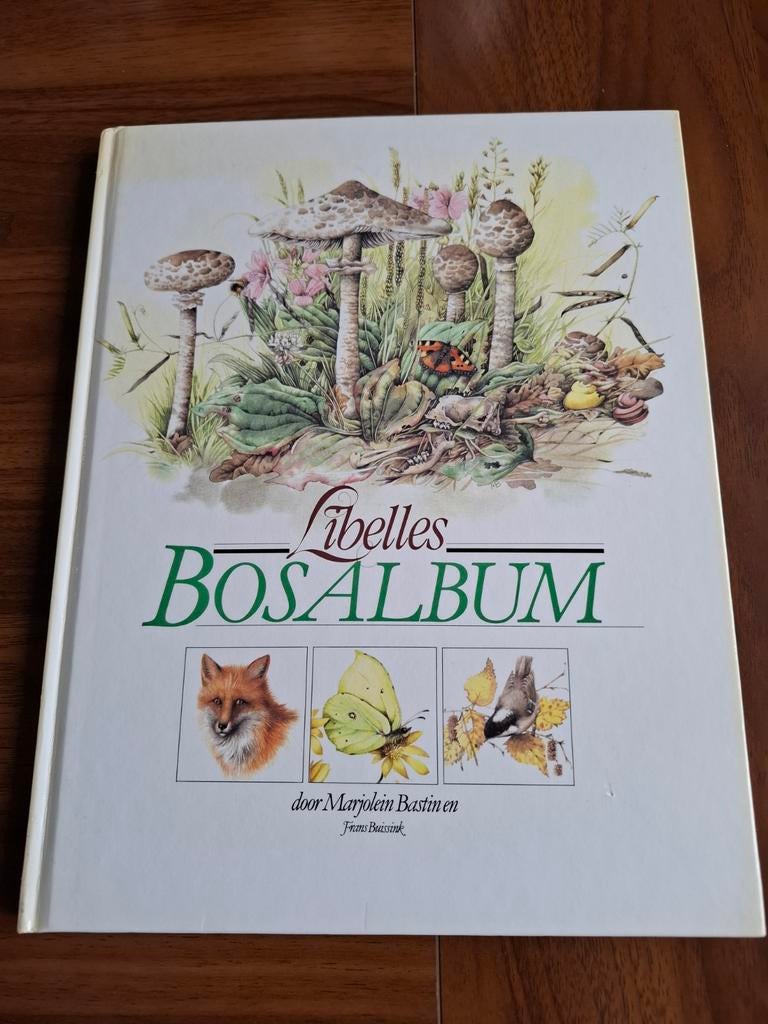 Libelles
BOSALBUM
door Marjolein Bastin en
Frans Buissink